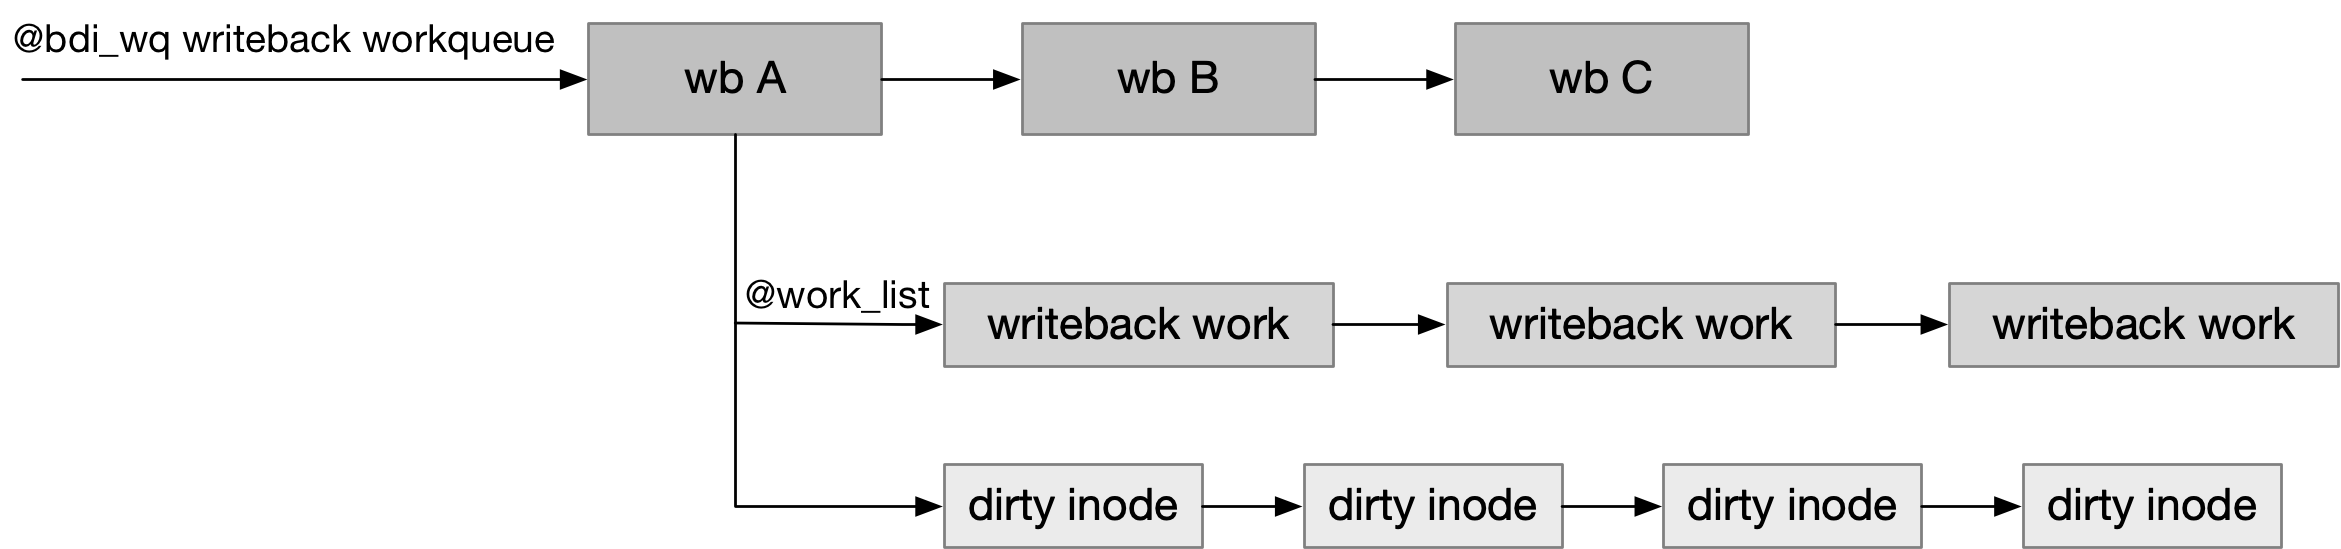 @bdi_wq writeback workqueue
wb A
wb B
wb C
@work_list
writeback work
writeback work
writeback work
dirty inode
dirty inode
dirty inode
dirty inode